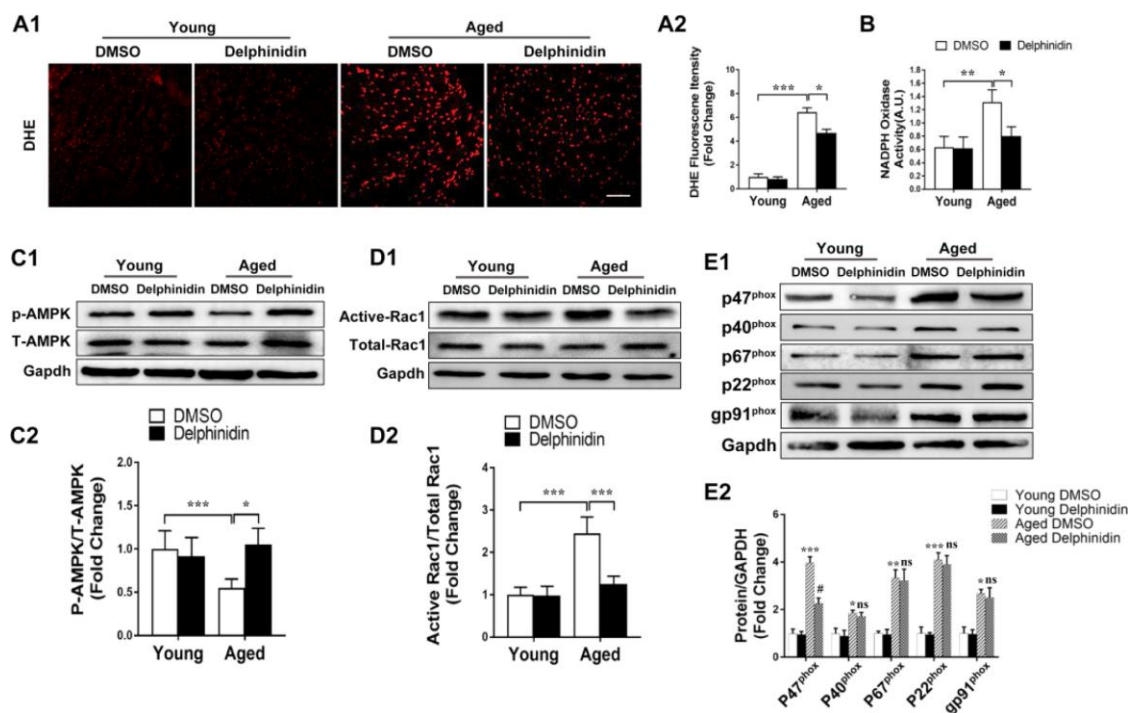 A1
Young
Aged
DMSO
Delphinidin
DMSO
Delphinidin
DHE
A2
DHE Fluorescene Itensity
(Fold Change)
10
8
6
4
2
0
***
*
Young
Aged
B
DMSO
Delphinidin
NADPH Oxidase
Activity(A.U.)
1.8
1.6
1.4
1.2
1.0
0.8
0.6
0.4
0.2
0.0
**
*
Young
Aged
C1
Young
Aged
DMSO
Delphinidin
DMSO
Delphinidin
p-AMPK
T-AMPK
Gapdh
D1
Young
Aged
DMSO
Delphinidin
DMSO
Delphinidin
Active-Rac1
Total-Rac1
Gapdh
E1
Young
Aged
DMSO
Delphinidin
DMSO
Delphinidin
p47phox
p40phox
p67phox
p22phox
gp91phox
Gapdh
C2
DMSO
Delphinidin
P-AMPK/T-AMPK
(Fold Change)
2.0
1.5
1.0
0.5
0.0
***
*
Young
Aged
D2
DMSO
Delphinidin
Active Rac1/Total Rac1
(Fold Change)
4
3
2
1
0
***
***
Young
Aged
E2
Young DMSO
Young Delphinidin
Aged DMSO
Aged Delphinidin
Protein/GAPDH
(Fold Change)
6
4
2
0
***
#
*
ns
**
ns
***
ns
*
ns
P47phox
P40phox
P67phox
P22phox
gp91phox